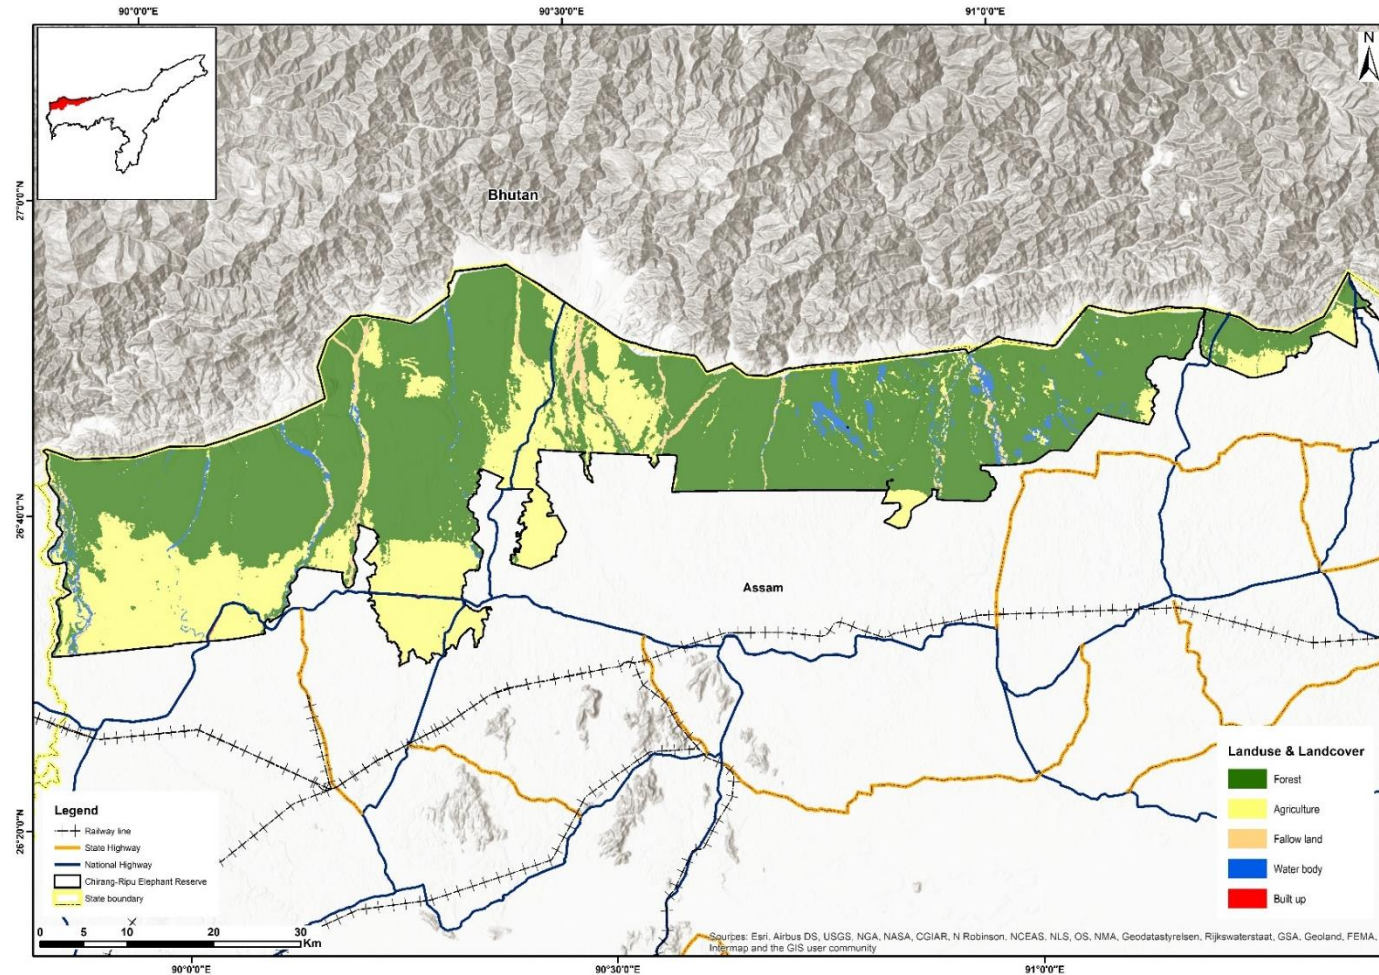 90°0'0"E
90°30'0"E
91°0'0"E
N
Bhutan
27°0'0"N
26°40'0"N
26°20'0"N
Assam
Landuse & Landcover
Forest
Agriculture
Fallow land
Water body
Built up
Legend
Railway line
State Highway
National Highway
Chirang-Ripu Elephant Reserve
State boundary
0 5 10 20 30
Km
Sources: Esri, Airbus DS, USGS, NGA, NASA, CGIAR, N Robinson, NCEAS, NLS, OS, NMA, Geodatastyrelsen, Rijkswaterstaat, GSA, Geoland, FEMA,
Intermap and the GIS user community
90°0'0"E
90°30'0"E
91°0'0"E